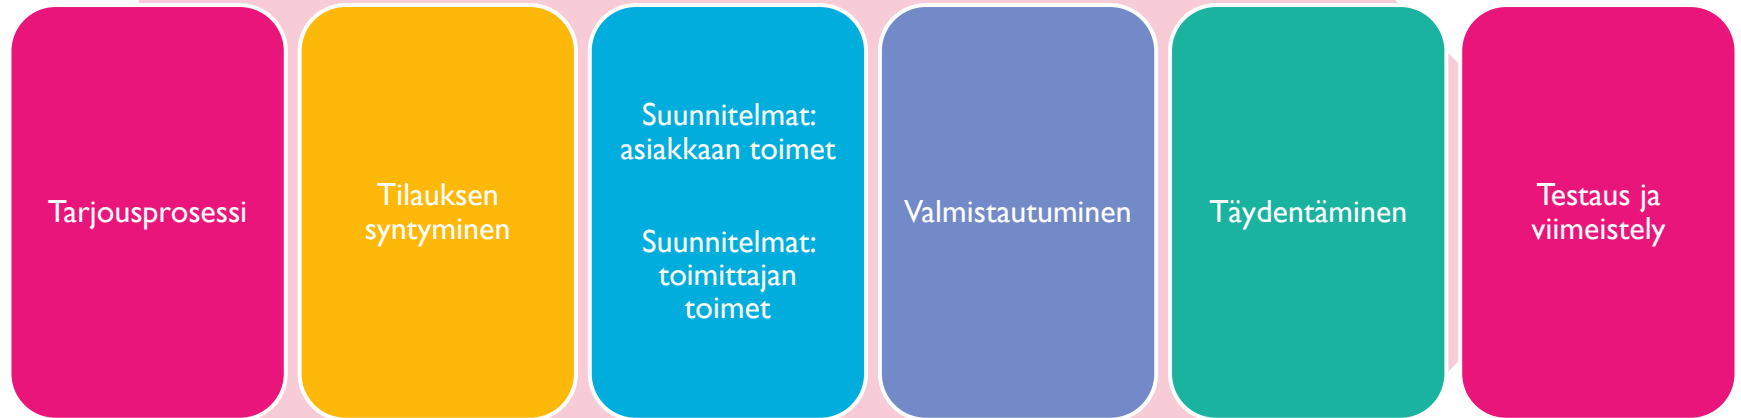 Tarjousprosessi
Tilauksen
syntyminen
Suunnitelmat:
asiakkaan toimet
Suunnitelmat:
toimittajan
toimet
Valmistautuminen
Täydentäminen
Testaus ja
viimeistely